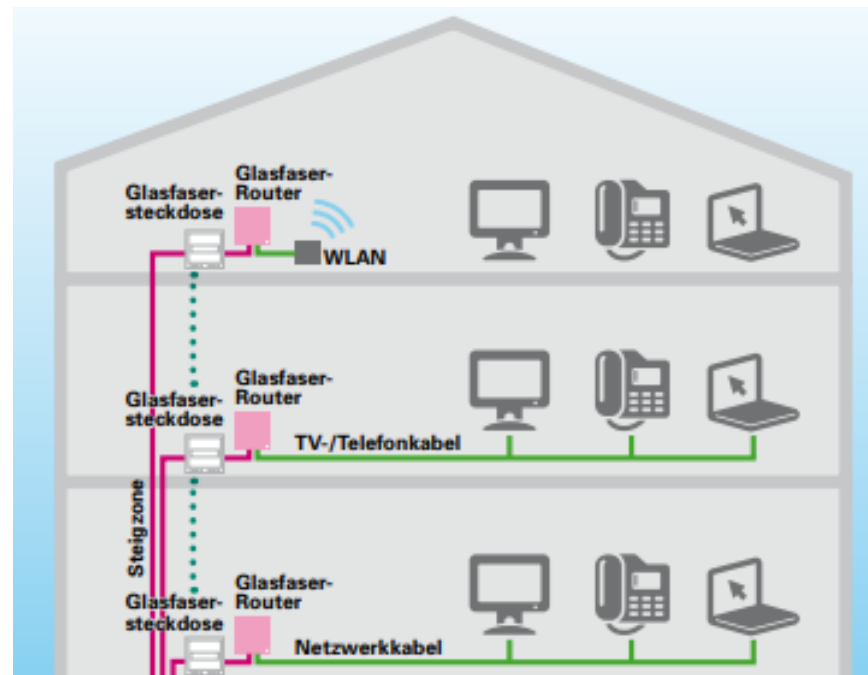 Glasfaser-
Router
Glasfaser-
steckdose
WLAN
Glasfaser-
Router
Glasfaser-
steckdose
TV-/Telefonkabel
Steigzone
Glasfaser-
Router
Glasfaser-
steckdose
Netzwerkkabel